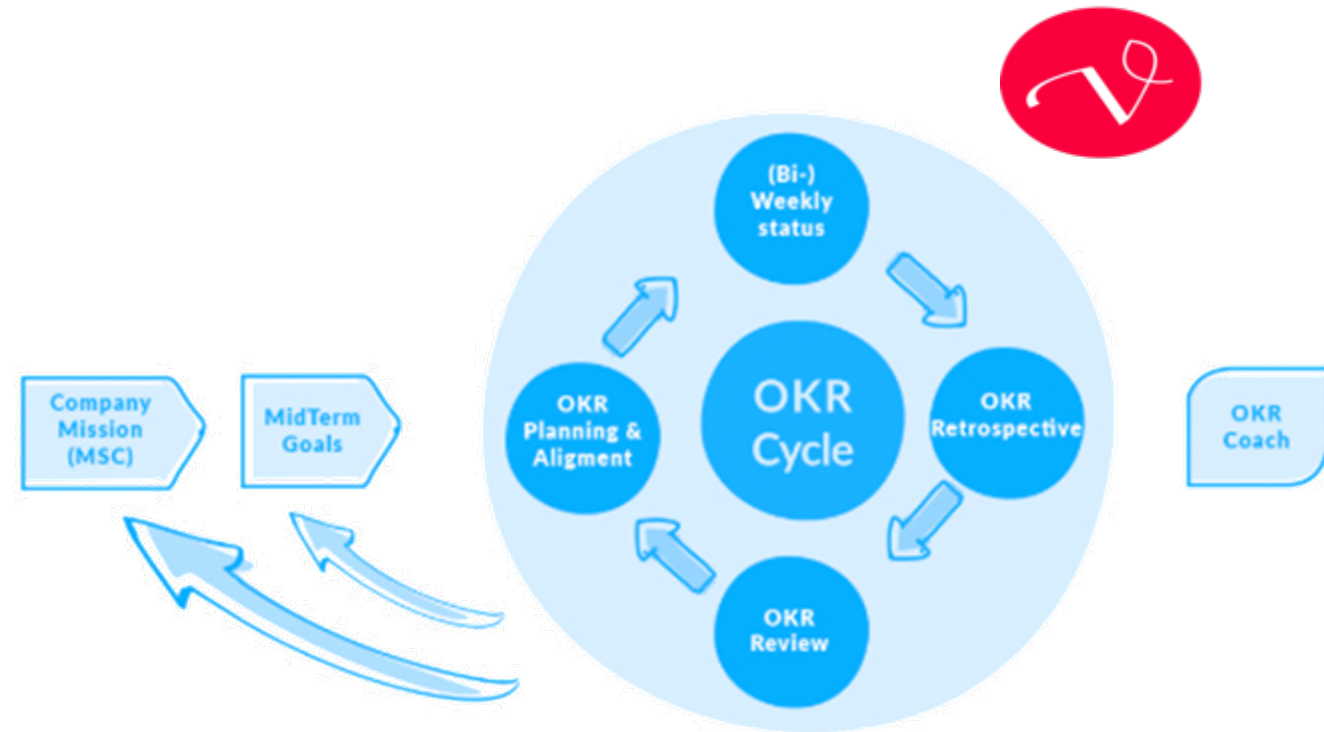 (Bi-)
Weekly
status
Company
Mission
(MSC)
MidTerm
Goals
OKR
Planning &
Aligment
OKR
Cycle
OKR
Retrospective
OKR
Coach
OKR
Review